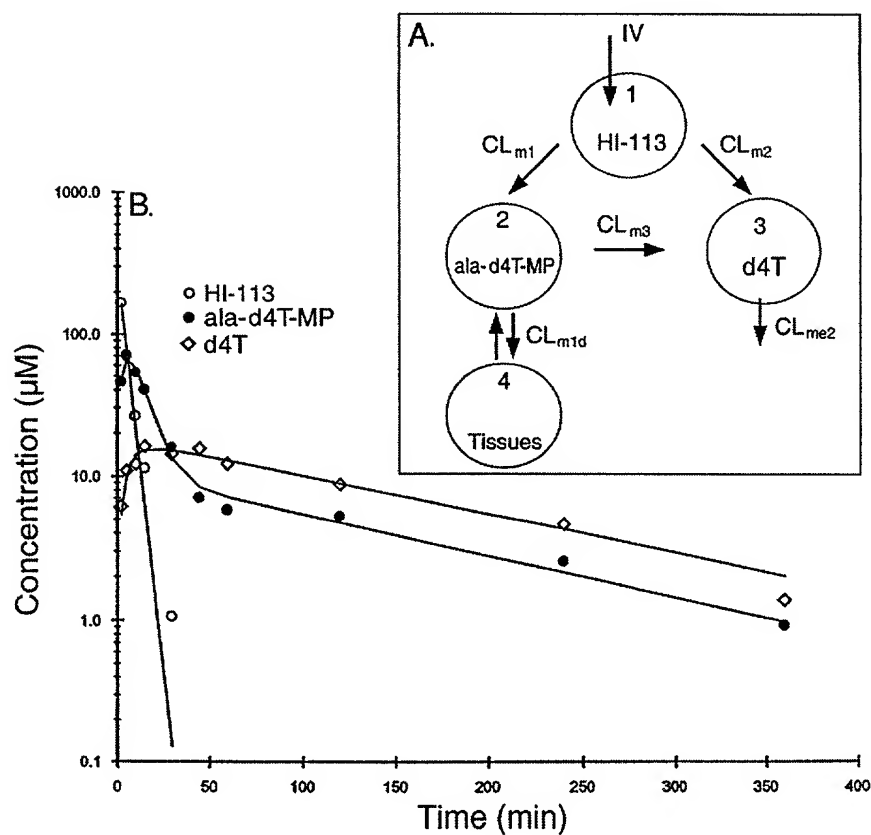 A.
IV
1
HI-113
CLm1
CLm2
2
ala-d4T-MP
CLm3
3
d4T
CLm1d
CLme2
4
Tissues
B.
HI-113
ala-d4T-MP
d4T
Concentration (µM)
1000.0
100.0
10.0
1.0
0.1
0
50
100
150
200
250
300
350
400
Time (min)